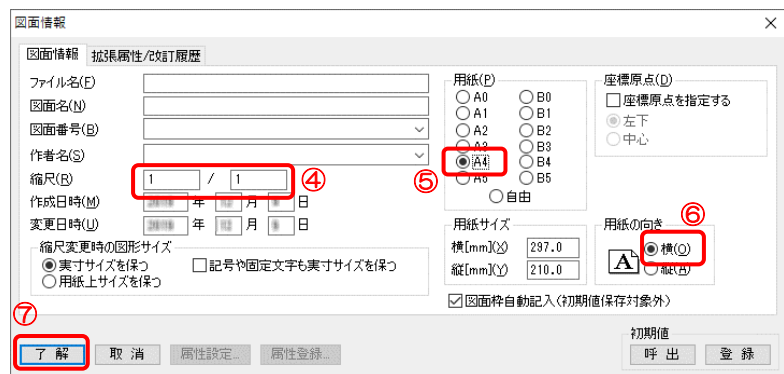 図面情報
図面情報 拡張属性/改訂履歴
ファイル名(F)
図面名(N)
図面番号(B)
作者名(S)
縮尺(R) 1 / 1 ④
作成日時(M) 年 月 日
変更日時(U) 年 月 日
縮尺変更時の図形サイズ
実寸サイズを保つ 記号や固定文字も実寸サイズを保つ
用紙上サイズを保つ
用紙(P)
A0 B0
A1 B1
A2 B2
A3 B3
⑤ A4 B4
A5 B5
自由
座標原点(D)
座標原点を指定する
左下
中心
用紙サイズ
横[mm](X) 297.0
縦[mm](Y) 210.0
用紙の向き ⑥
A 横(O)
縦(A)
図面枠自動記入(初期値保存対象外)
⑦
了解 取消 属性設定... 属性登録...
初期値
呼出 登録